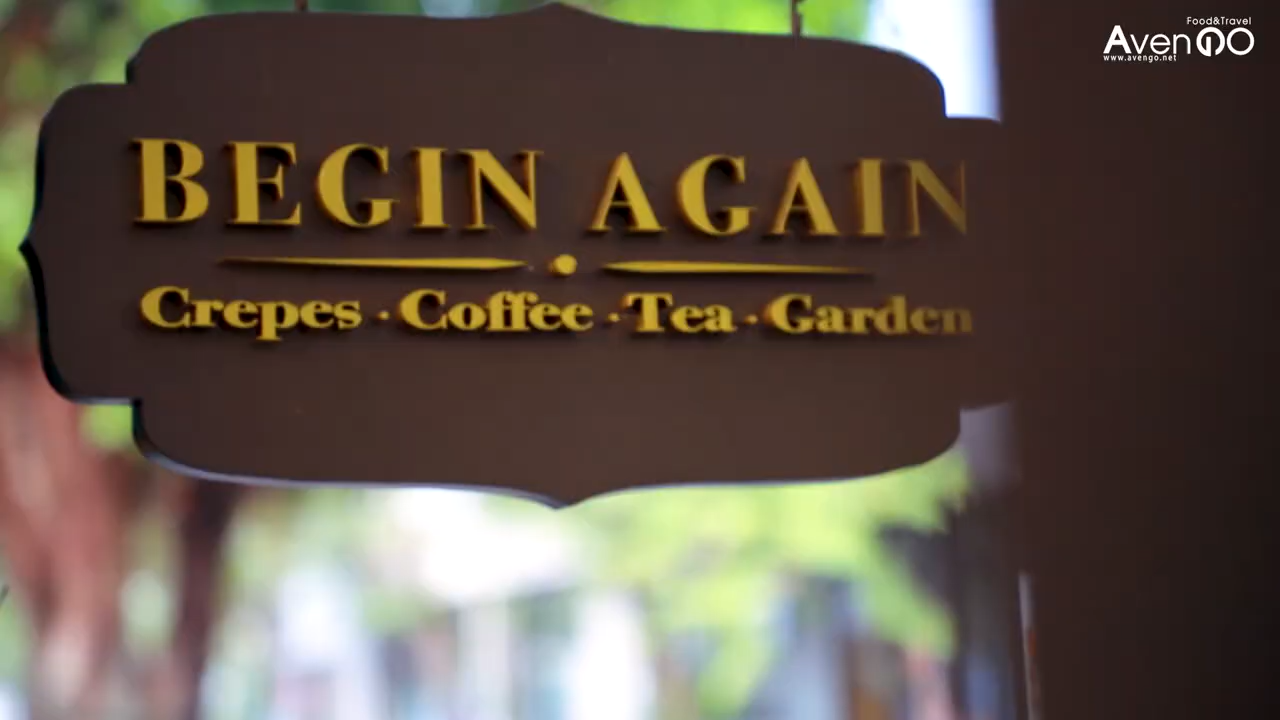 Food&Travel
AvenGO
www.avengo.net
BEGIN AGAIN
Crepes · Coffee · Tea · Garden